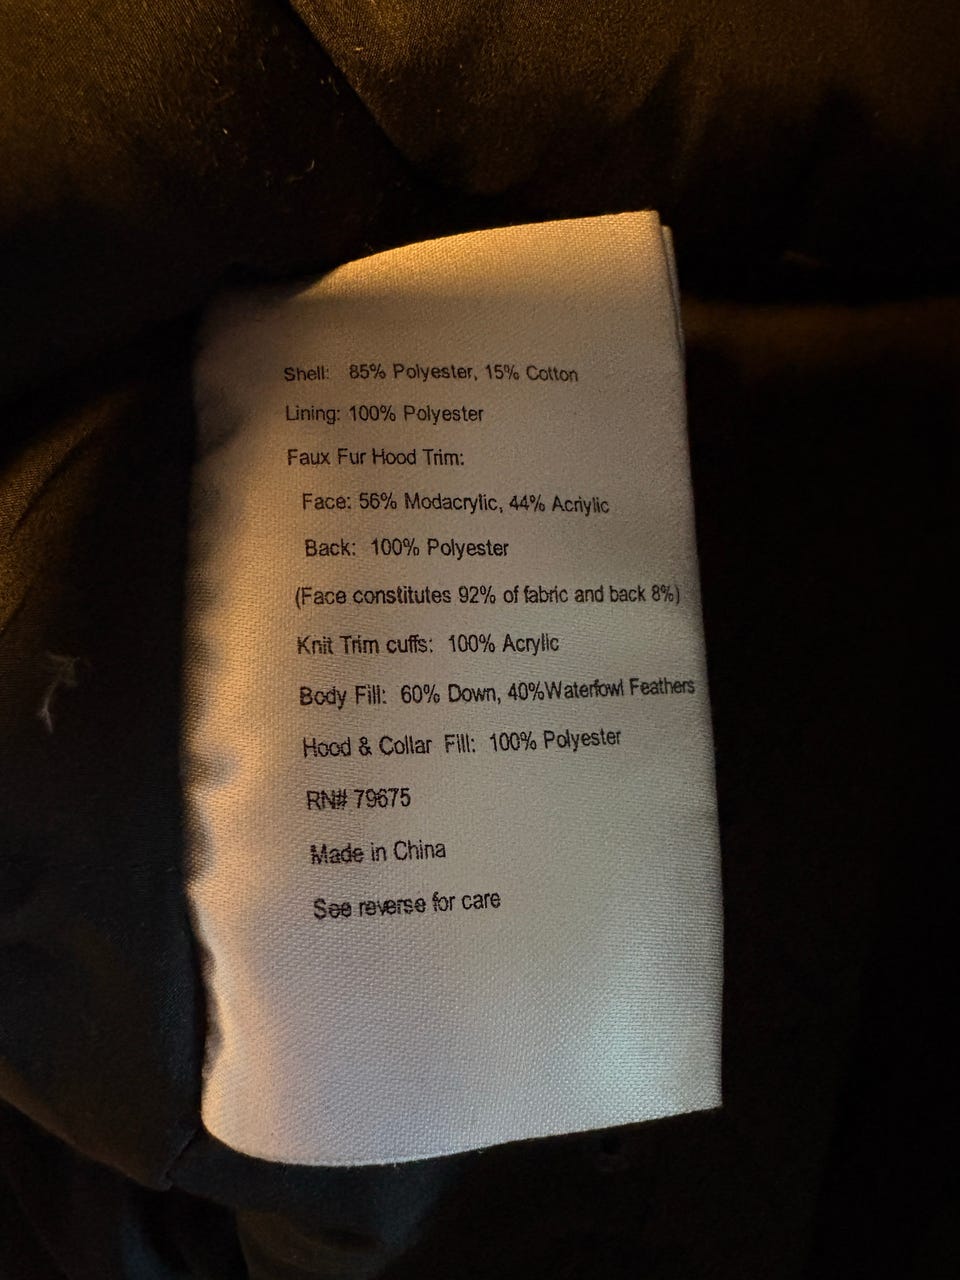 Shell: 85% Polyester, 15% Cotton
Lining: 100% Polyester
Faux Fur Hood Trim:
Face: 56% Modacrylic, 44% Acrylic
Back: 100% Polyester
(Face constitutes 92% of fabric and back 8%)
Knit Trim cuffs: 100% Acrylic
Body Fill: 60% Down, 40%Waterfowl Feathers
Hood & Collar Fill: 100% Polyester
RN# 79675
Made in China
See reverse for care